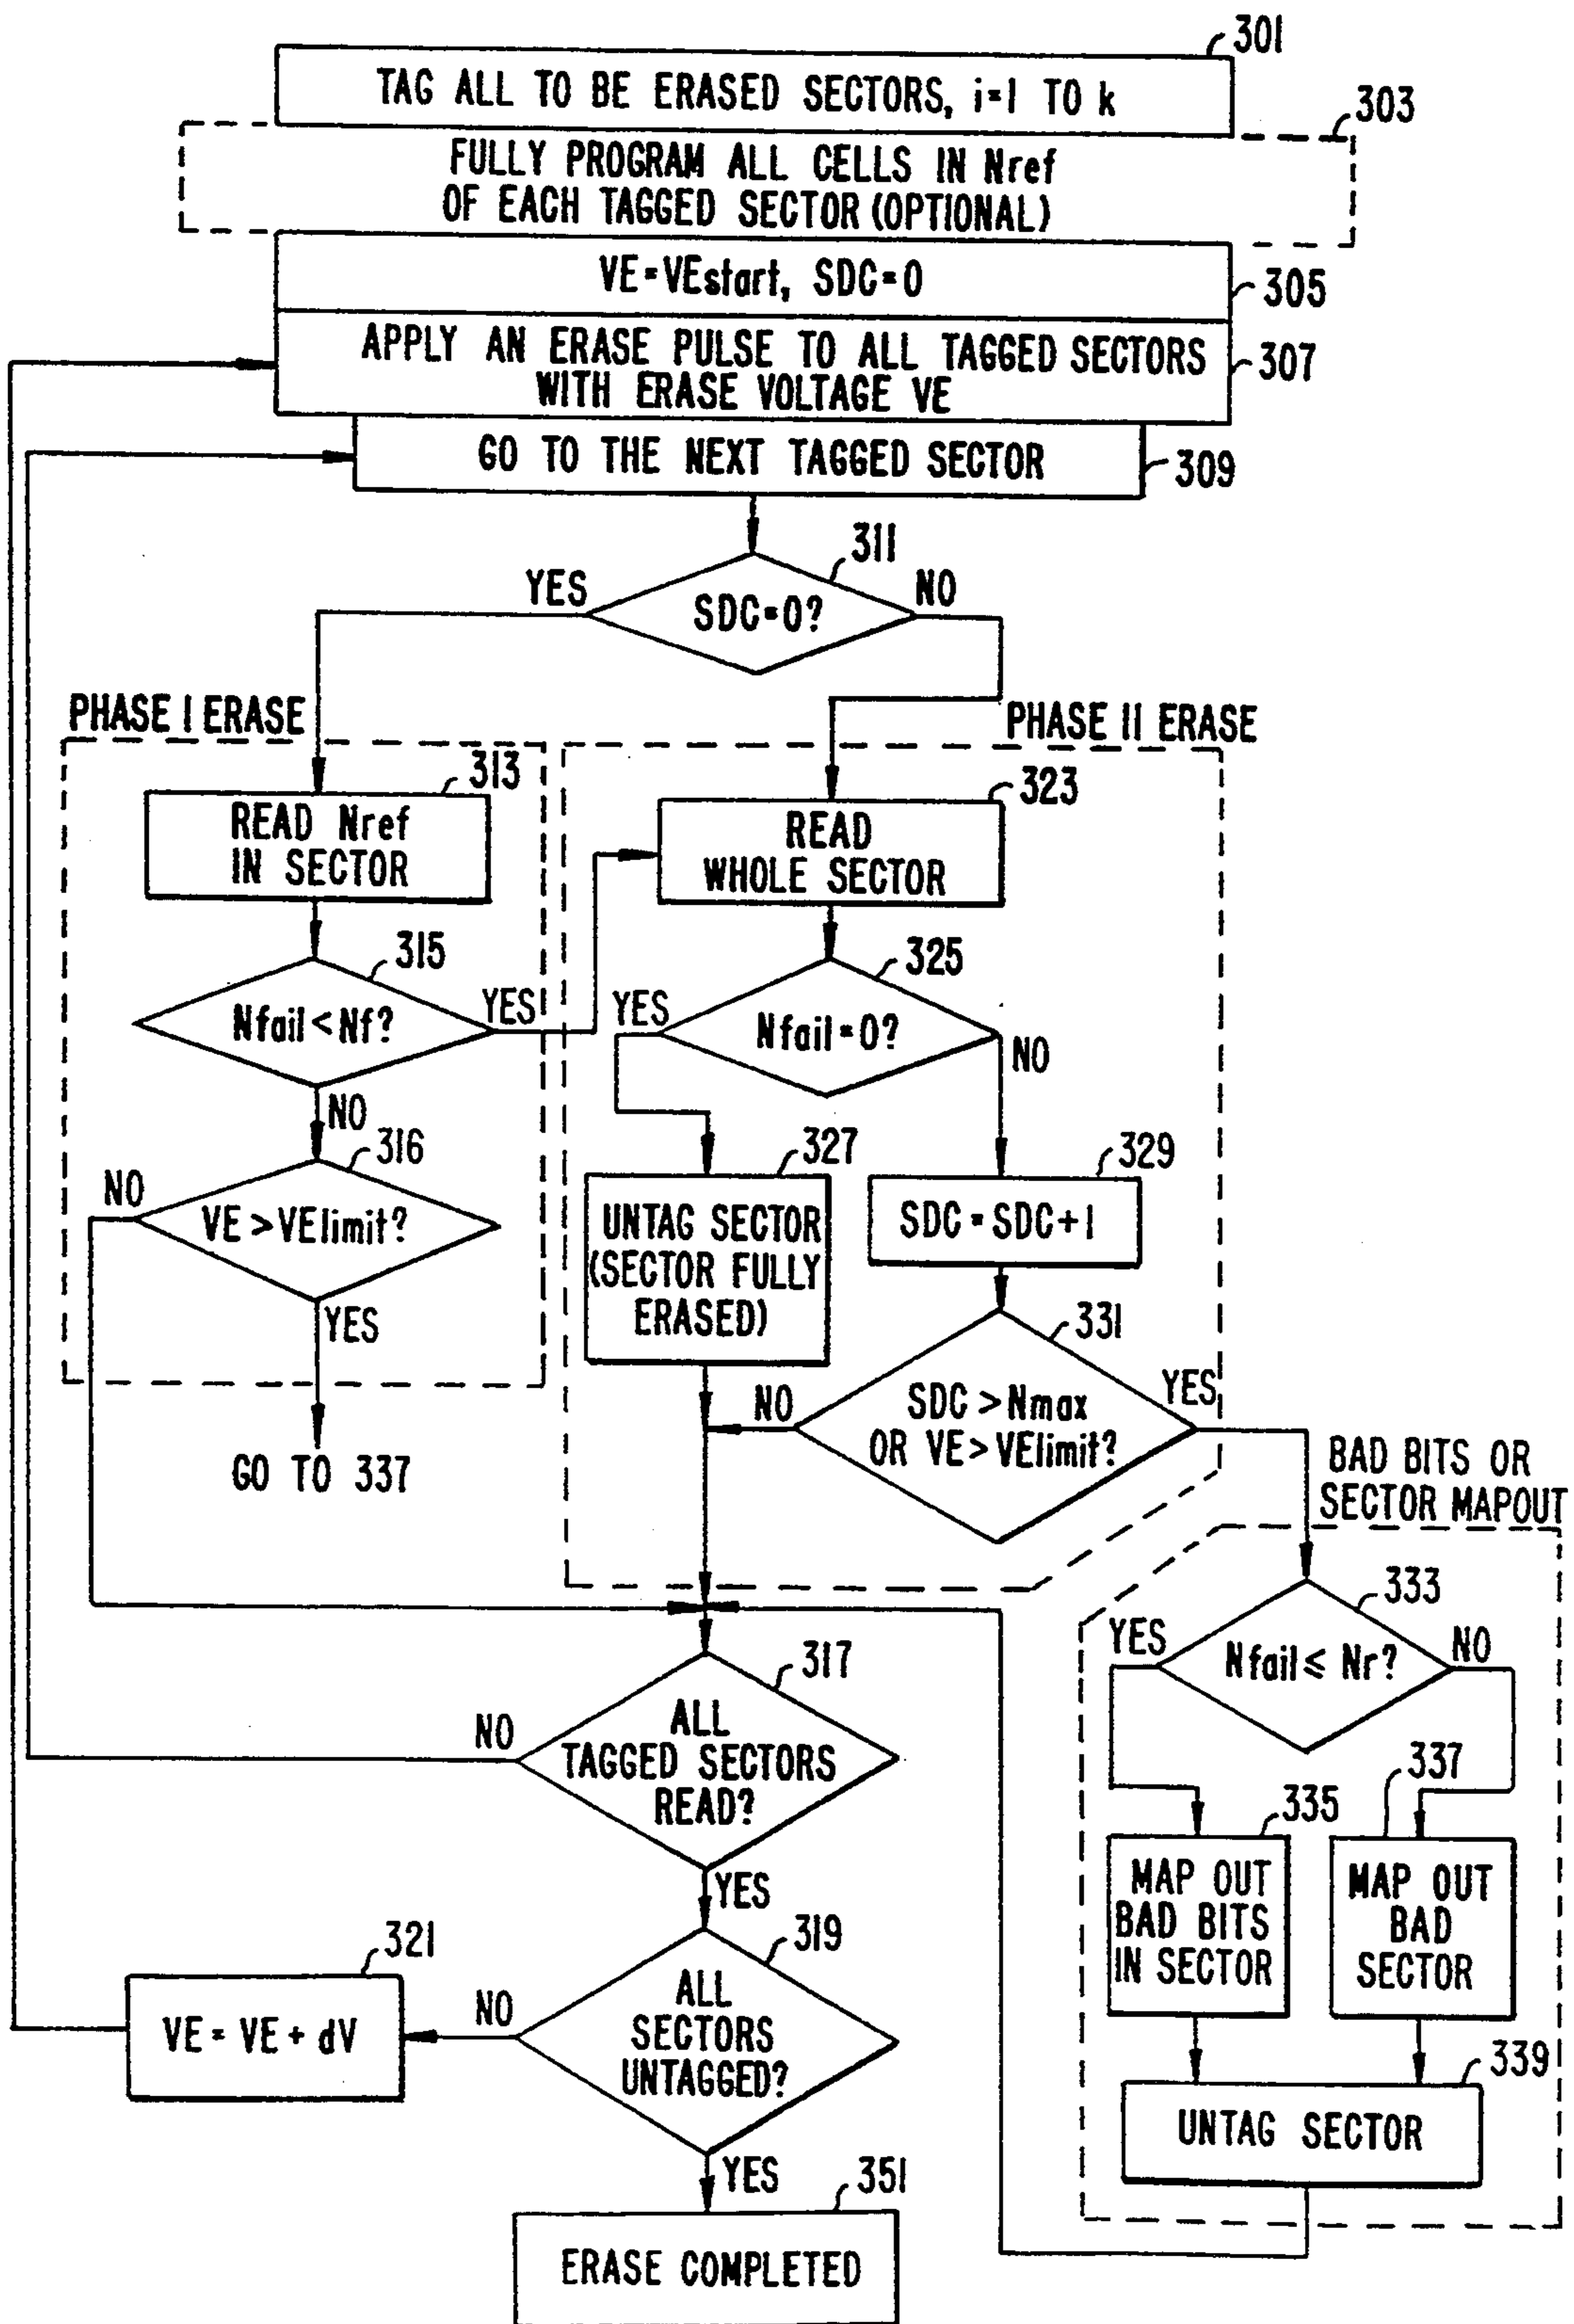 301
TAG ALL TO BE ERASED SECTORS, i=1 TO k
303
FULLY PROGRAM ALL CELLS IN Nref
OF EACH TAGGED SECTOR (OPTIONAL)
VE=VEstart, SDC=0
305
APPLY AN ERASE PULSE TO ALL TAGGED SECTORS
WITH ERASE VOLTAGE VE
307
GO TO THE NEXT TAGGED SECTOR
309
311
YES
NO
SDC=0?
PHASE I ERASE
PHASE II ERASE
313
READ Nref
IN SECTOR
315
Nfail<Nf?
YES
NO
316
NO
VE>VElimit?
YES
GO TO 337
323
READ
WHOLE SECTOR
325
YES
Nfail=0?
NO
327
UNTAG SECTOR
(SECTOR FULLY
ERASED)
329
SDC=SDC+1
331
NO
SDC>Nmax
OR VE>VElimit?
YES
BAD BITS OR
SECTOR MAPOUT
333
YES
Nfail≤Nr?
NO
335
MAP OUT
BAD BITS
IN SECTOR
337
MAP OUT
BAD
SECTOR
339
UNTAG SECTOR
317
NO
ALL
TAGGED SECTORS
READ?
YES
319
NO
ALL
SECTORS
UNTAGGED?
YES
321
VE=VE+dV
351
ERASE COMPLETED